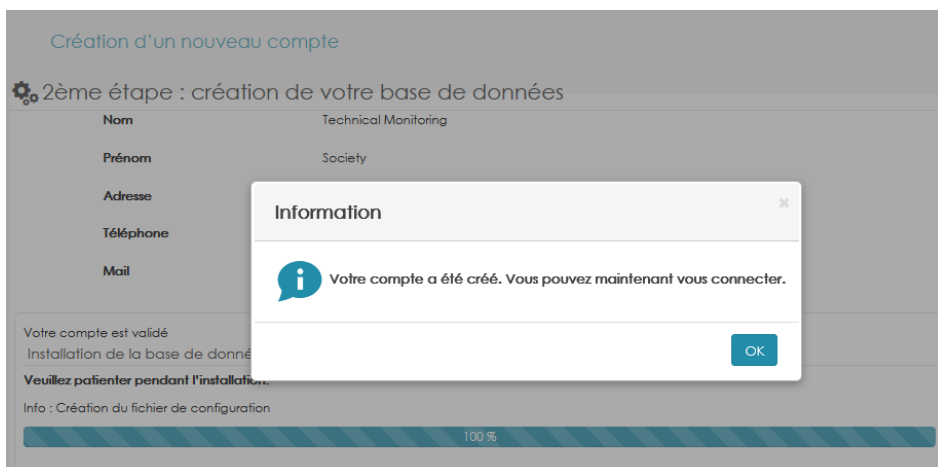 Création d'un nouveau compte
2ème étape : création de votre base de données
Nom Technical Monitoring
Prénom Society
Adresse
Information ×
Téléphone
Mail
Votre compte a été créé. Vous pouvez maintenant vous connecter.
Votre compte est validé
Installation de la base de donné
OK
Veuillez patienter pendant l'installation.
Info : Création du fichier de configuration
100 %